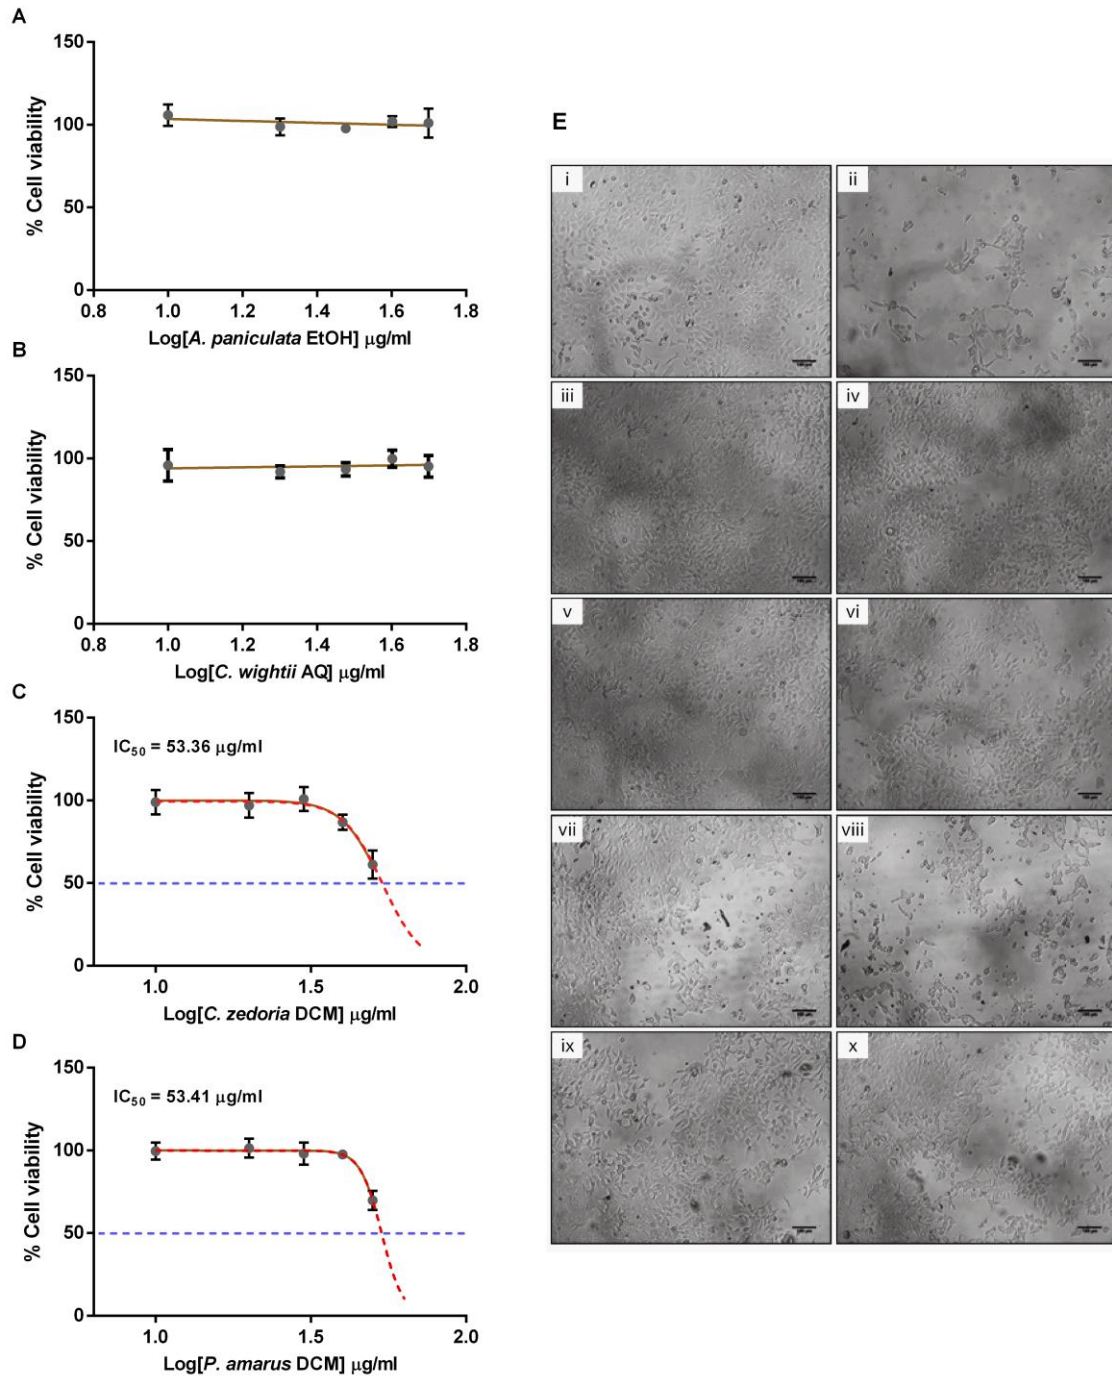 A
150
100
50
0
% Cell viability
0.8 1.0 1.2 1.4 1.6 1.8
Log[A. paniculata EtOH] µg/ml
B
150
100
50
0
% Cell viability
0.8 1.0 1.2 1.4 1.6 1.8
Log[C. wightii AQ] µg/ml
C
150
100
50
0
% Cell viability
IC50 = 53.36 µg/ml
1.0 1.5 2.0
Log[C. zedoria DCM] µg/ml
D
150
100
50
0
% Cell viability
IC50 = 53.41 µg/ml
1.0 1.5 2.0
Log[P. amarus DCM] µg/ml
E
i
ii
iii
iv
v
vi
vii
viii
ix
x